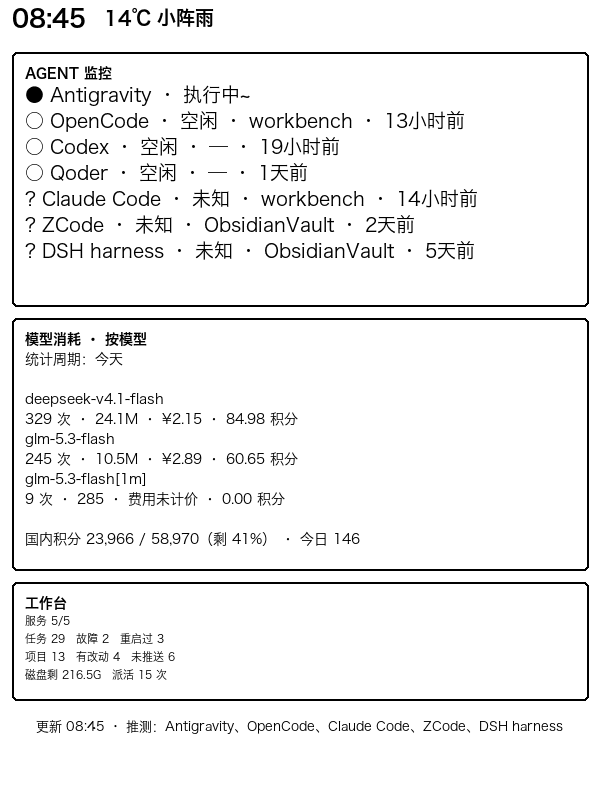 08:45 14℃ 小阵雨
AGENT 监控
● Antigravity · 执行中~
○ OpenCode · 空闲 · workbench · 13小时前
○ Codex · 空闲 · — · 19小时前
○ Qoder · 空闲 · — · 1天前
? Claude Code · 未知 · workbench · 14小时前
? ZCode · 未知 · ObsidianVault · 2天前
? DSH harness · 未知 · ObsidianVault · 5天前
模型消耗 · 按模型
统计周期: 今天
deepseek-v4.1-flash
329 次 · 24.1M · ¥2.15 · 84.98 积分
glm-5.3-flash
245 次 · 10.5M · ¥2.89 · 60.65 积分
glm-5.3-flash[1m]
9 次 · 285 · 费用未计价 · 0.00 积分
国内积分 23,966 / 58,970（剩 41%） · 今日 146
工作台
服务 5/5
任务 29 故障 2 重启过 3
项目 13 有改动 4 未推送 6
磁盘剩 216.5G 派活 15 次
更新 08:45 · 推测: Antigravity、OpenCode、Claude Code、ZCode、DSH harness